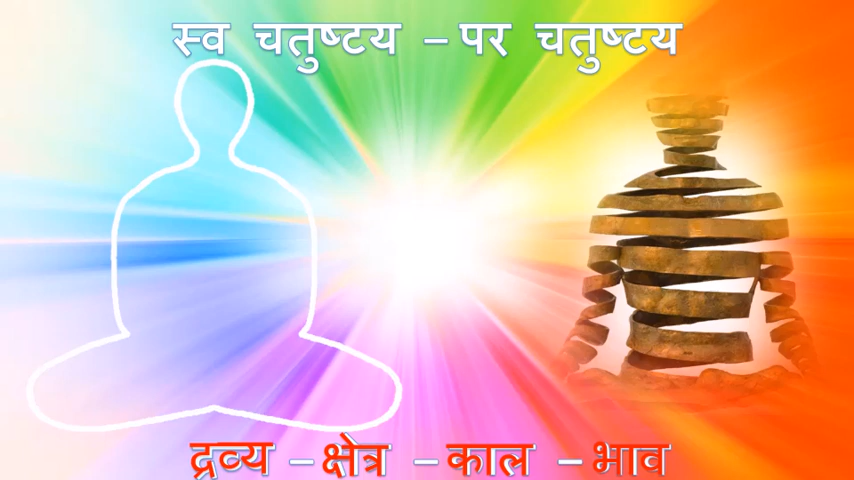 स्व चतुष्टय – पर चतुष्टय
द्रव्य – क्षेत्र – काल – भाव